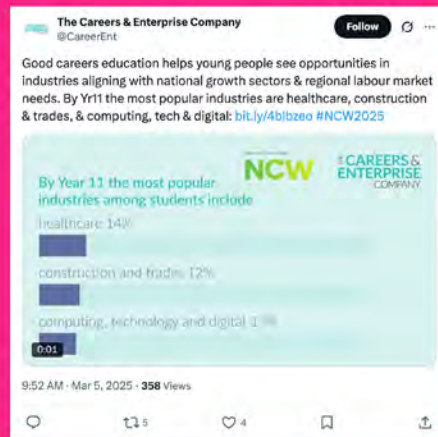 The Careers & Enterprise Company
@CareerEnt
Follow
Good careers education helps young people see opportunities in
industries aligning with national growth sectors & regional labour market
needs. By Yr11 the most popular industries are healthcare, construction
& trades, & computing, tech & digital: bit.ly/4blbzeo #NCW2025
NCW
THE CAREERS &
ENTERPRISE
COMPANY
By Year 11 the most popular
industries among students include
healthcare 14%
construction and trades 12%
computing, technology and digital
0:01
9:52 AM · Mar 5, 2025 · 358 Views
5
4